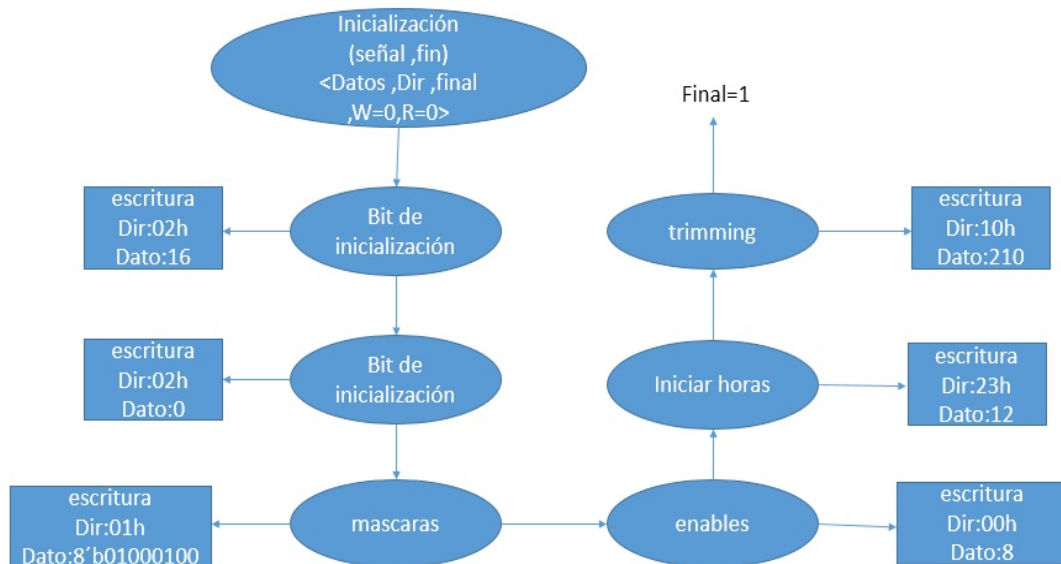 Inicialización
(señal ,fin)
<Datos ,Dir ,final
,W=0,R=0>
escritura
Dir:02h
Dato:16
Bit de
inicialización
escritura
Dir:02h
Dato:0
Bit de
inicialización
escritura
Dir:01h
Dato:8´b01000100
mascaras
enables
escritura
Dir:00h
Dato:8
Iniciar horas
escritura
Dir:23h
Dato:12
trimming
escritura
Dir:10h
Dato:210
Final=1